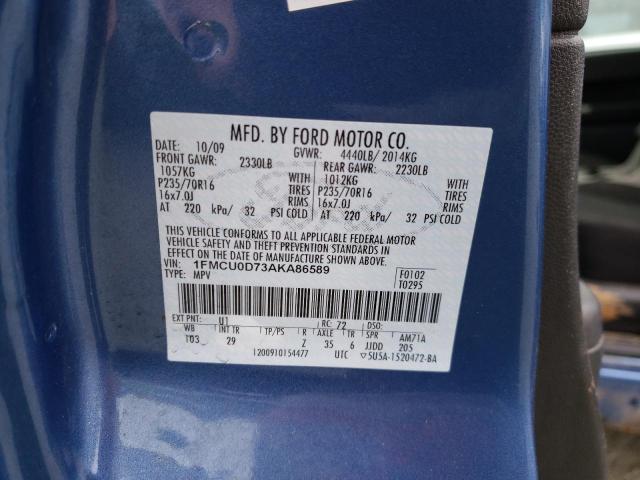 MFD. BY FORD MOTOR CO.
DATE: 10/09 GVWR: 4440LB/ 2014KG
FRONT GAWR: 2330LB REAR GAWR: 2230LB
1057KG WITH 1012KG WITH
P235/70R16 TIRES P235/70R16 TIRES
16x7.0J RIMS 16x7.0J RIMS
AT 220 kPa/ 32 PSI COLD AT 220 kPa/ 32 PSI COLD
THIS VEHICLE CONFORMS TO ALL APPLICABLE FEDERAL MOTOR
VEHICLE SAFETY AND THEFT PREVENTION STANDARDS IN
EFFECT ON THE DATE OF MANUFACTURE SHOWN ABOVE.
VIN: 1FMCU0D73AKA86589 F0102
TYPE: MPV T0295
EXT PNT: U1 RC: 72 DSO:
WB INT TR TP/PS R AXLE TR SPR AM71A
103 29 Z 35 6 JJDD 205
1200910154477 UTC ▽5U5A-1520472-BA